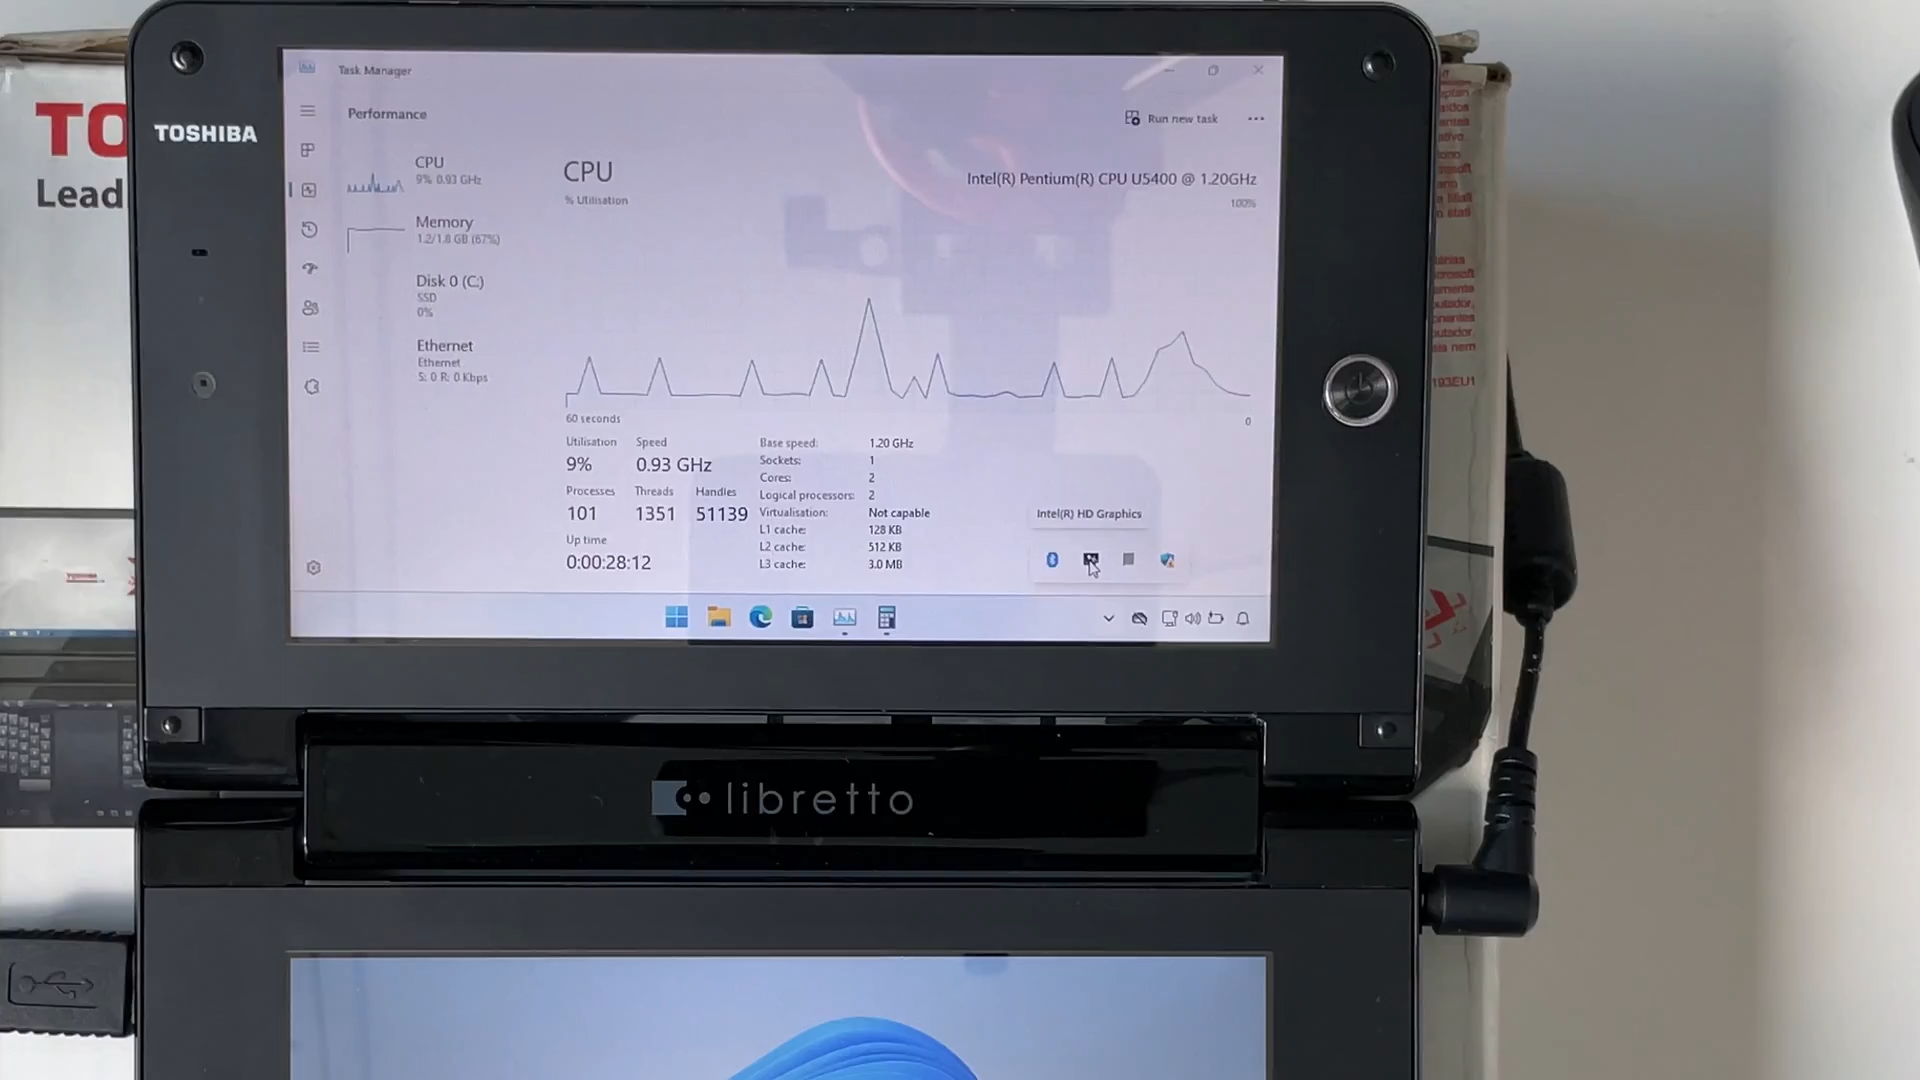 TO
Lead
TOSHIBA
Task Manager
Performance
Run new task
CPU
9% 0.93 GHz
Memory
1.2/1.8 GB (67%)
Disk 0 (C:)
SSD
0%
Ethernet
Ethernet
S: 0 R: 0 Kbps
CPU
Intel(R) Pentium(R) CPU U5400 @ 1.20GHz
% Utilisation
100%
60 seconds
0
Utilisation
Speed
9%
0.93 GHz
Processes
Threads
Handles
101
1351
51139
Up time
0:00:28:12
Base speed: 1.20 GHz
Sockets: 1
Cores: 2
Logical processors: 2
Virtualisation: Not capable
L1 cache: 128 KB
L2 cache: 512 KB
L3 cache: 3.0 MB
Intel(R) HD Graphics
libretto
193EU1